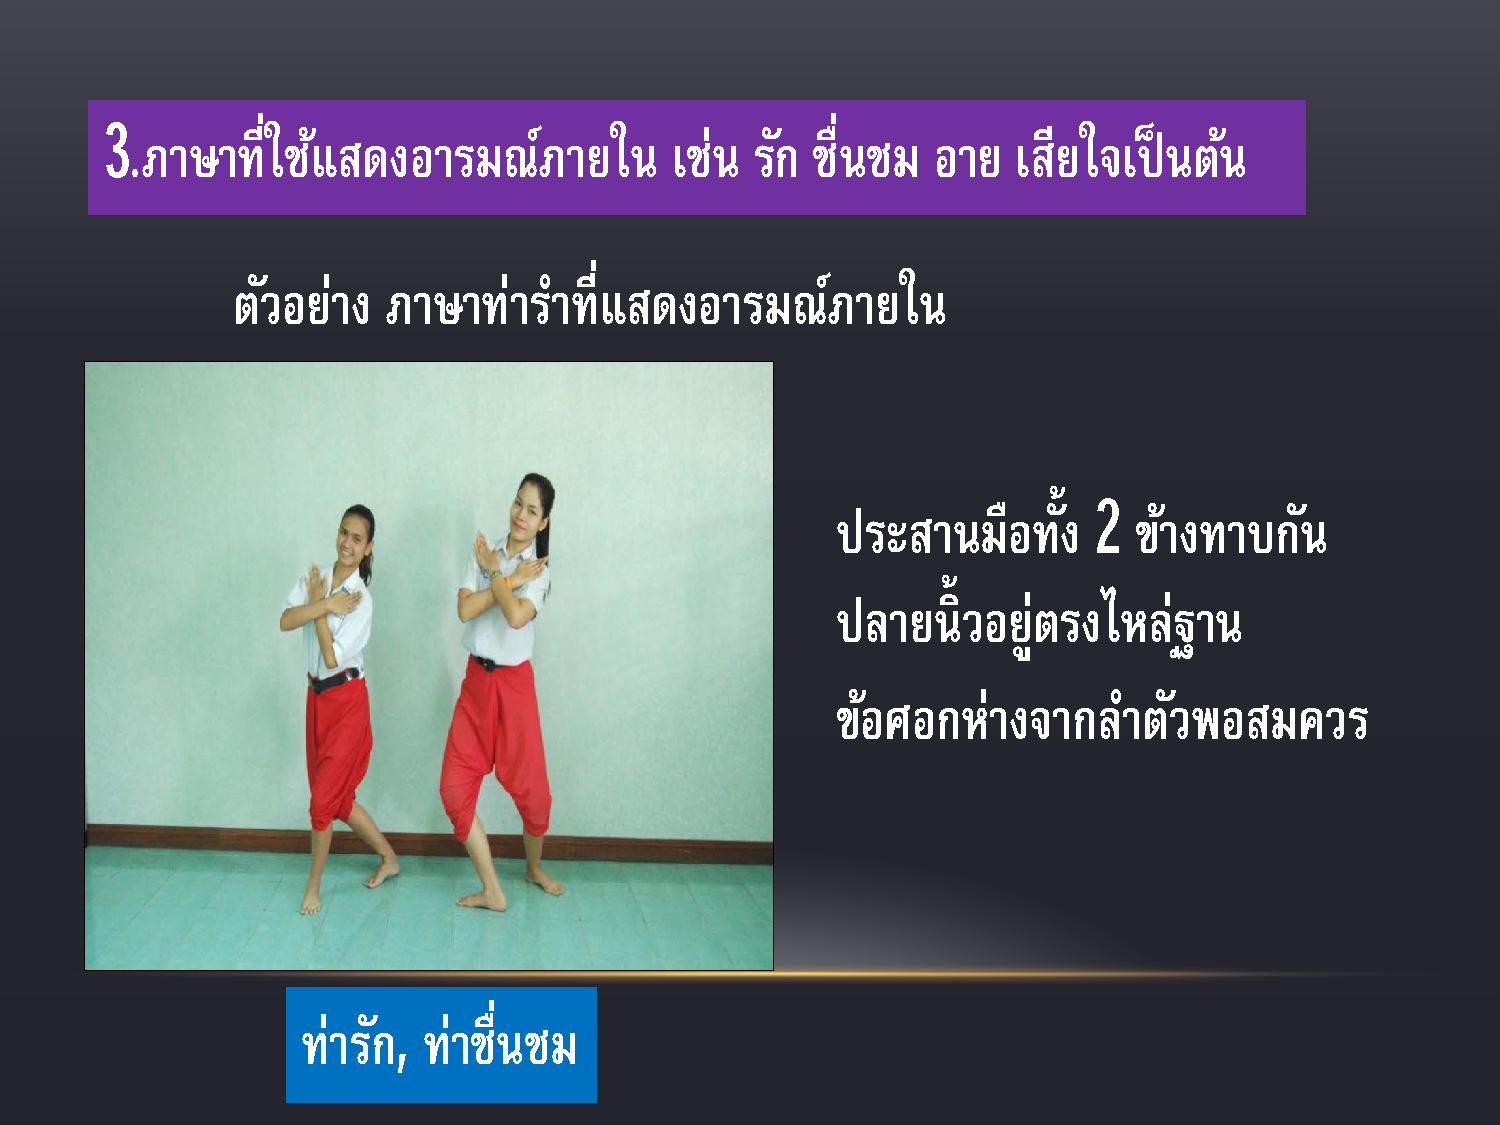 3.ภาษาที่ใช้แสดงอารมณ์ภายใน เช่น รัก ชื่นชม อาย เสียใจเป็นต้น
ตัวอย่าง ภาษาท่ารำที่แสดงอารมณ์ภายใน
ประสานมือทั้ง 2 ข้างทาบกัน
ปลายนิ้วอยู่ตรงไหล่ฐาน
ข้อศอกห่างจากลำตัวพอสมควร
ท่ารัก, ท่าชื่นชม